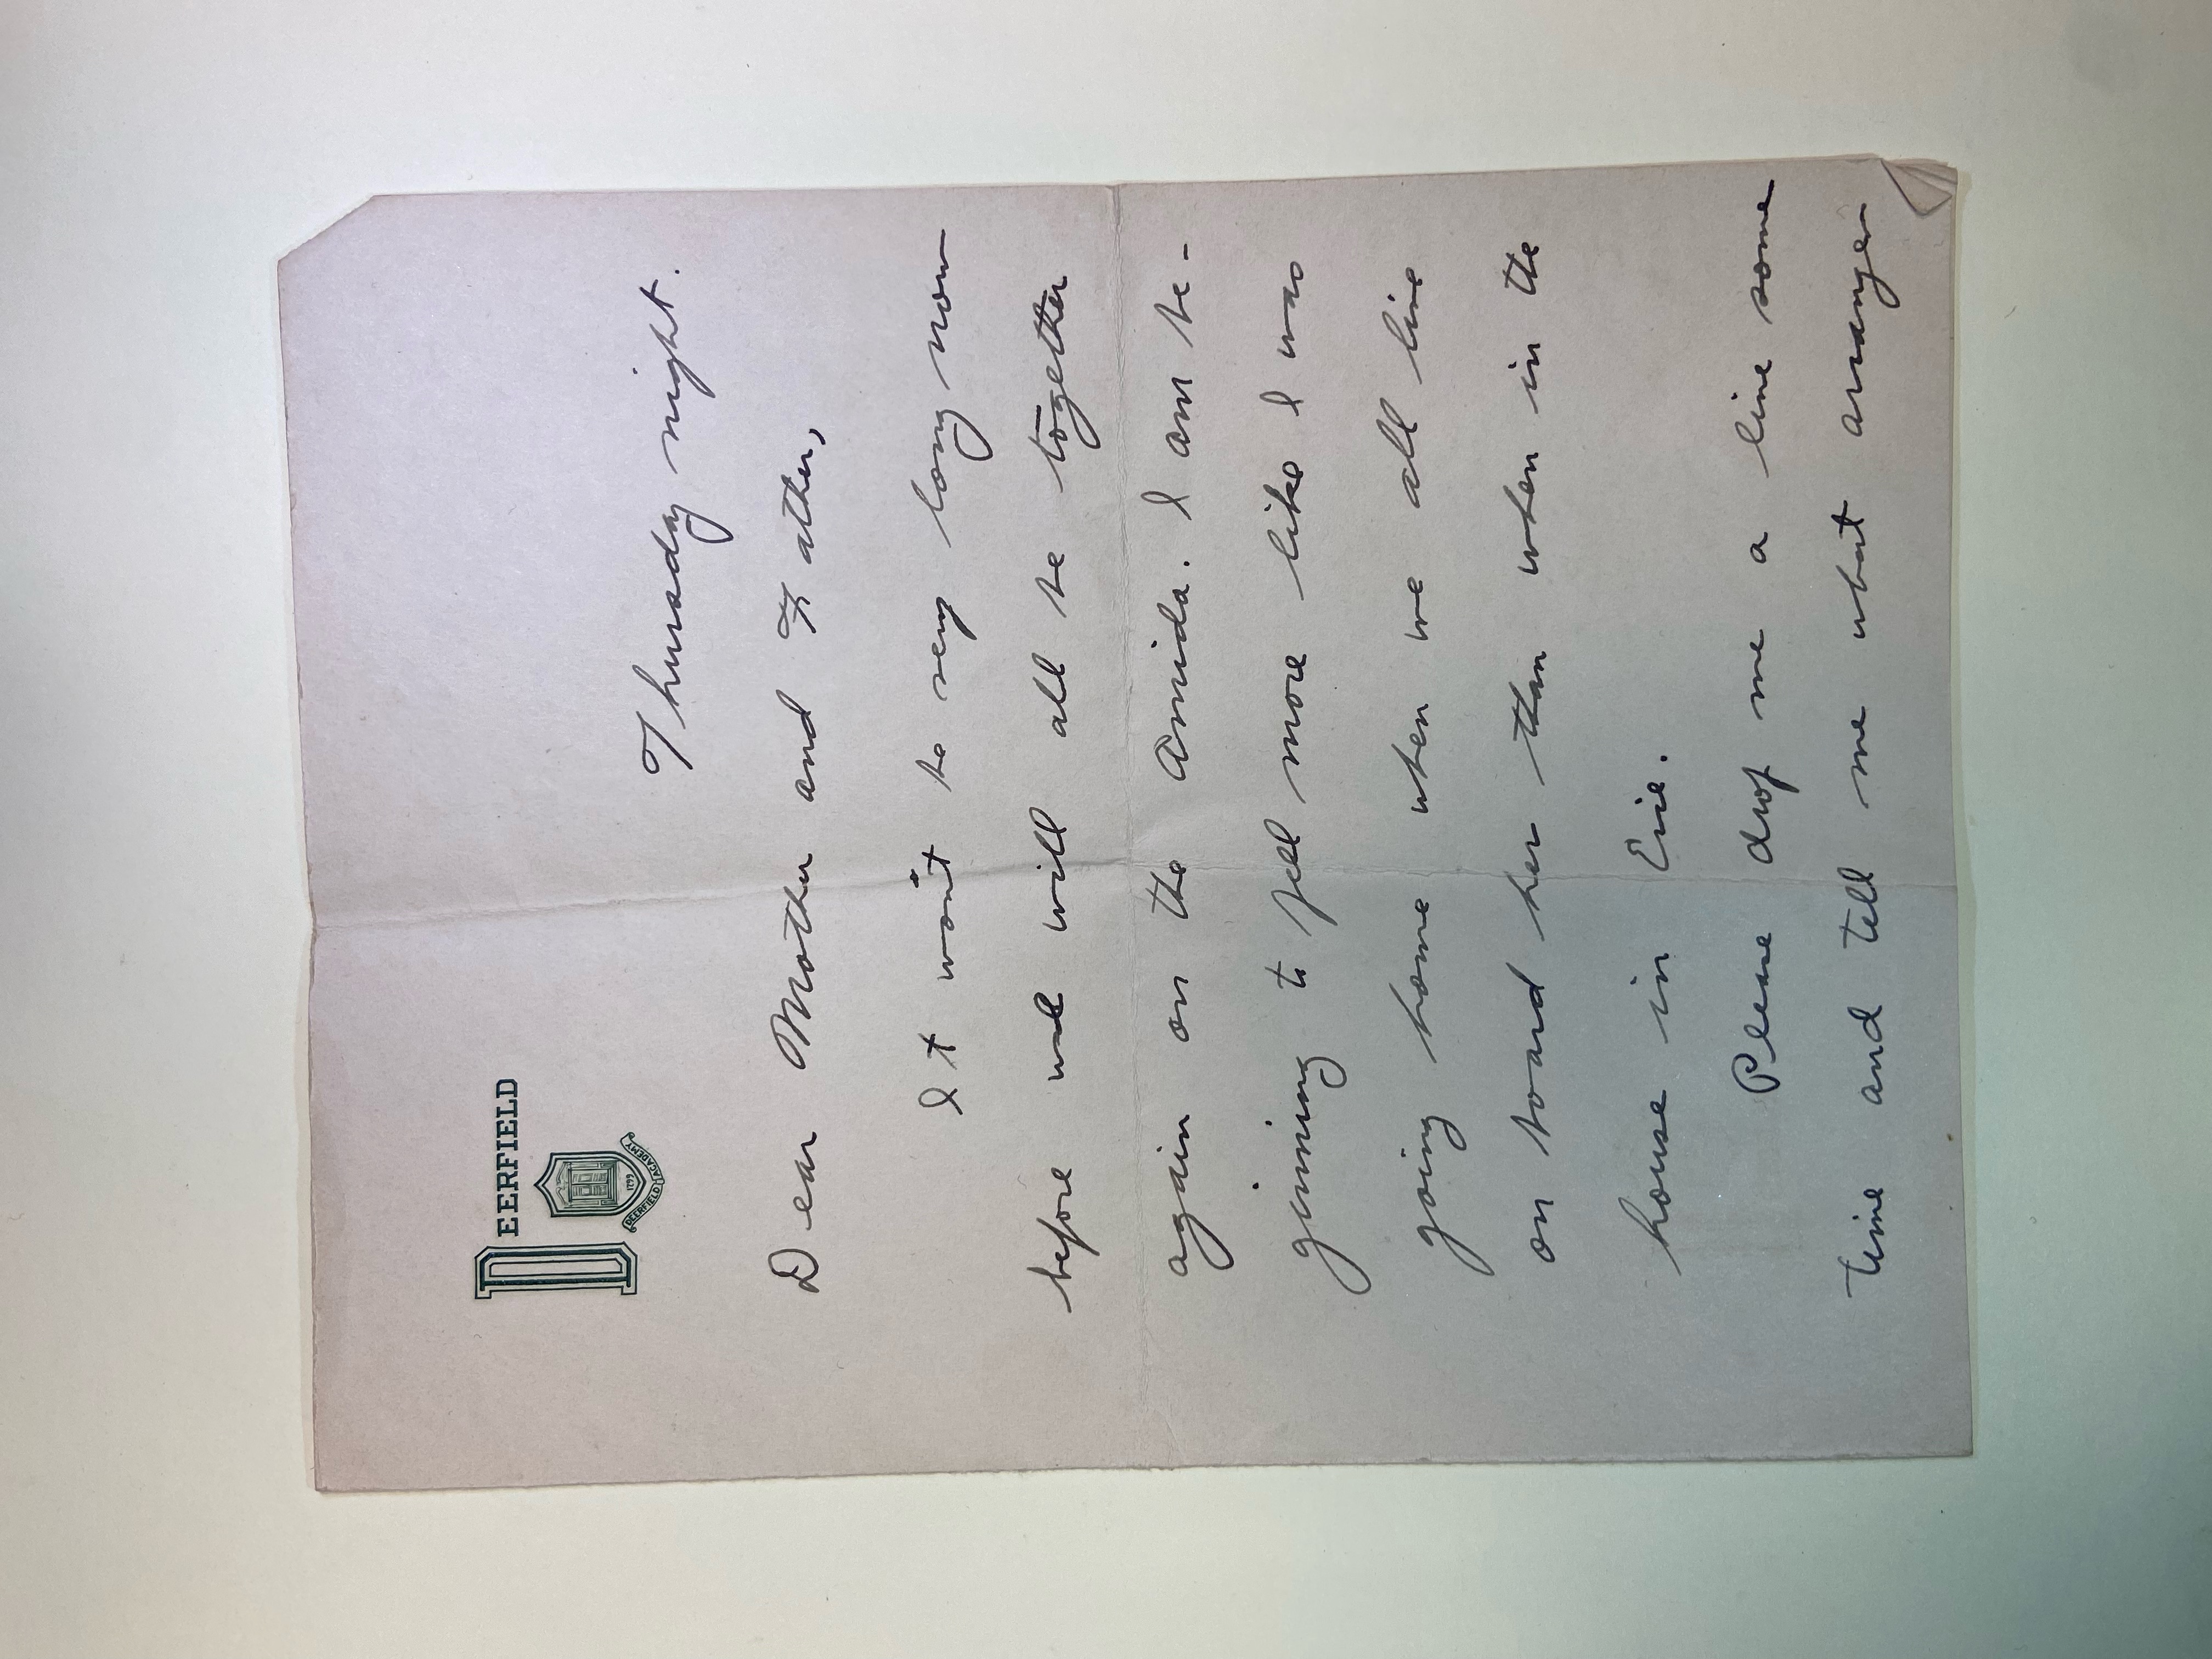 DEERFIELD
1799
DEERFIELD ACADEMY
Thursday night.
Dear Mother and Father,
It won't be very long now
before we will all be together
again on the Amida. I am be-
ginning to feel more like I was
going home when we all live
on board her than when in the
house in Erie.
Please drop me a line some
time and tell me what arrange-